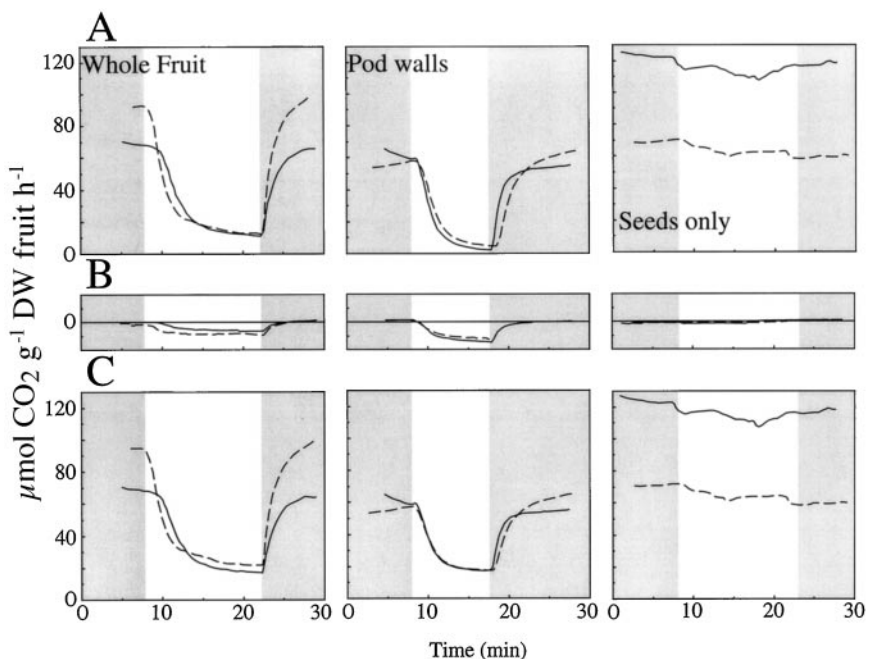 A
Whole Fruit
Pod walls
Seeds only
120
80
40
0
B
0
C
120
80
40
0
0 10 20 30
0 10 20 30
0 10 20 30
Time (min)
µmol CO₂ g⁻¹ DW fruit h⁻¹